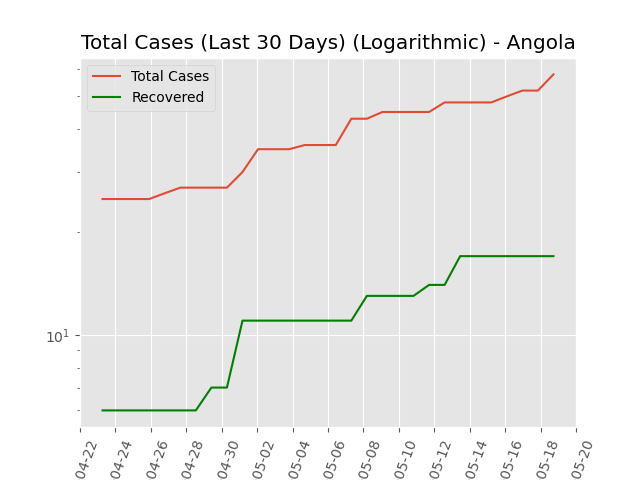 Total Cases (Last 30 Days) (Logarithmic) - Angola
Total Cases
Recovered
10¹
04-22 04-24 04-26 04-28 04-30 05-02 05-04 05-06 05-08 05-10 05-12 05-14 05-16 05-18 05-20